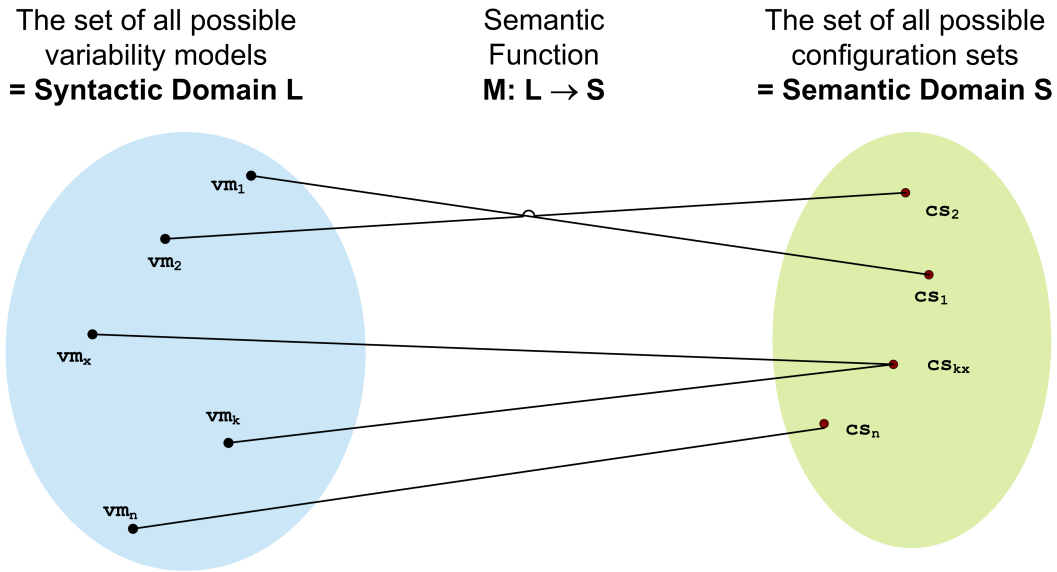 The set of all possible
variability models
= Syntactic Domain L
Semantic
Function
M: L → S
The set of all possible
configuration sets
= Semantic Domain S
vm1
vm2
vmx
vmk
vmn
cs2
cs1
cskx
csn